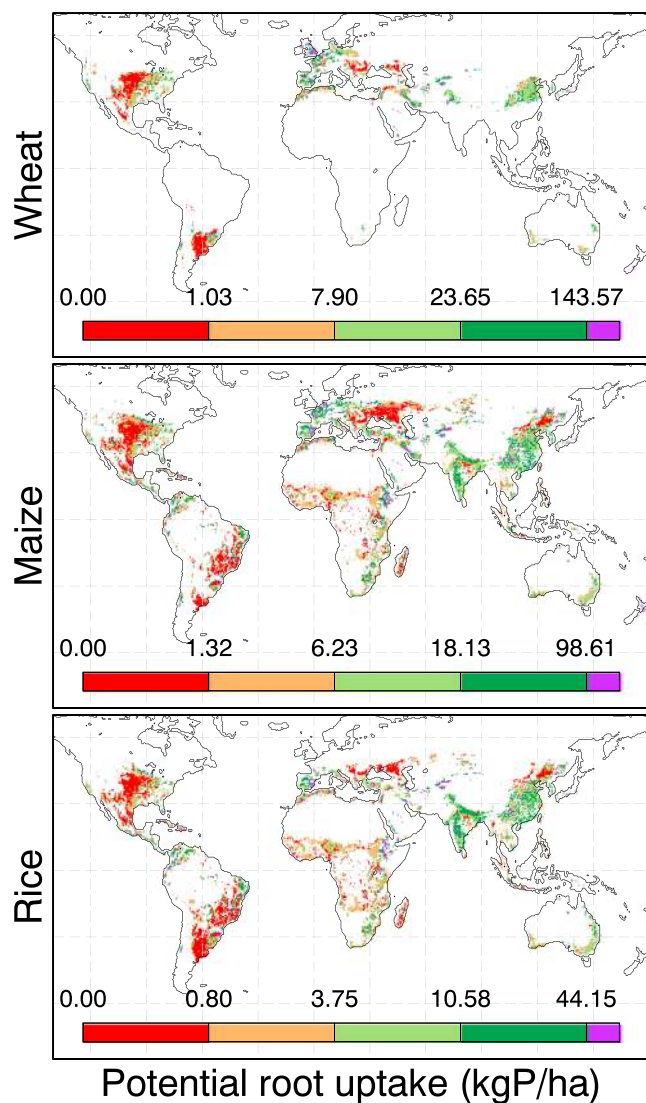 Wheat
0.00 1.03 7.90 23.65 143.57
Maize
0.00 1.32 6.23 18.13 98.61
Rice
0.00 0.80 3.75 10.58 44.15
Potential root uptake (kgP/ha)